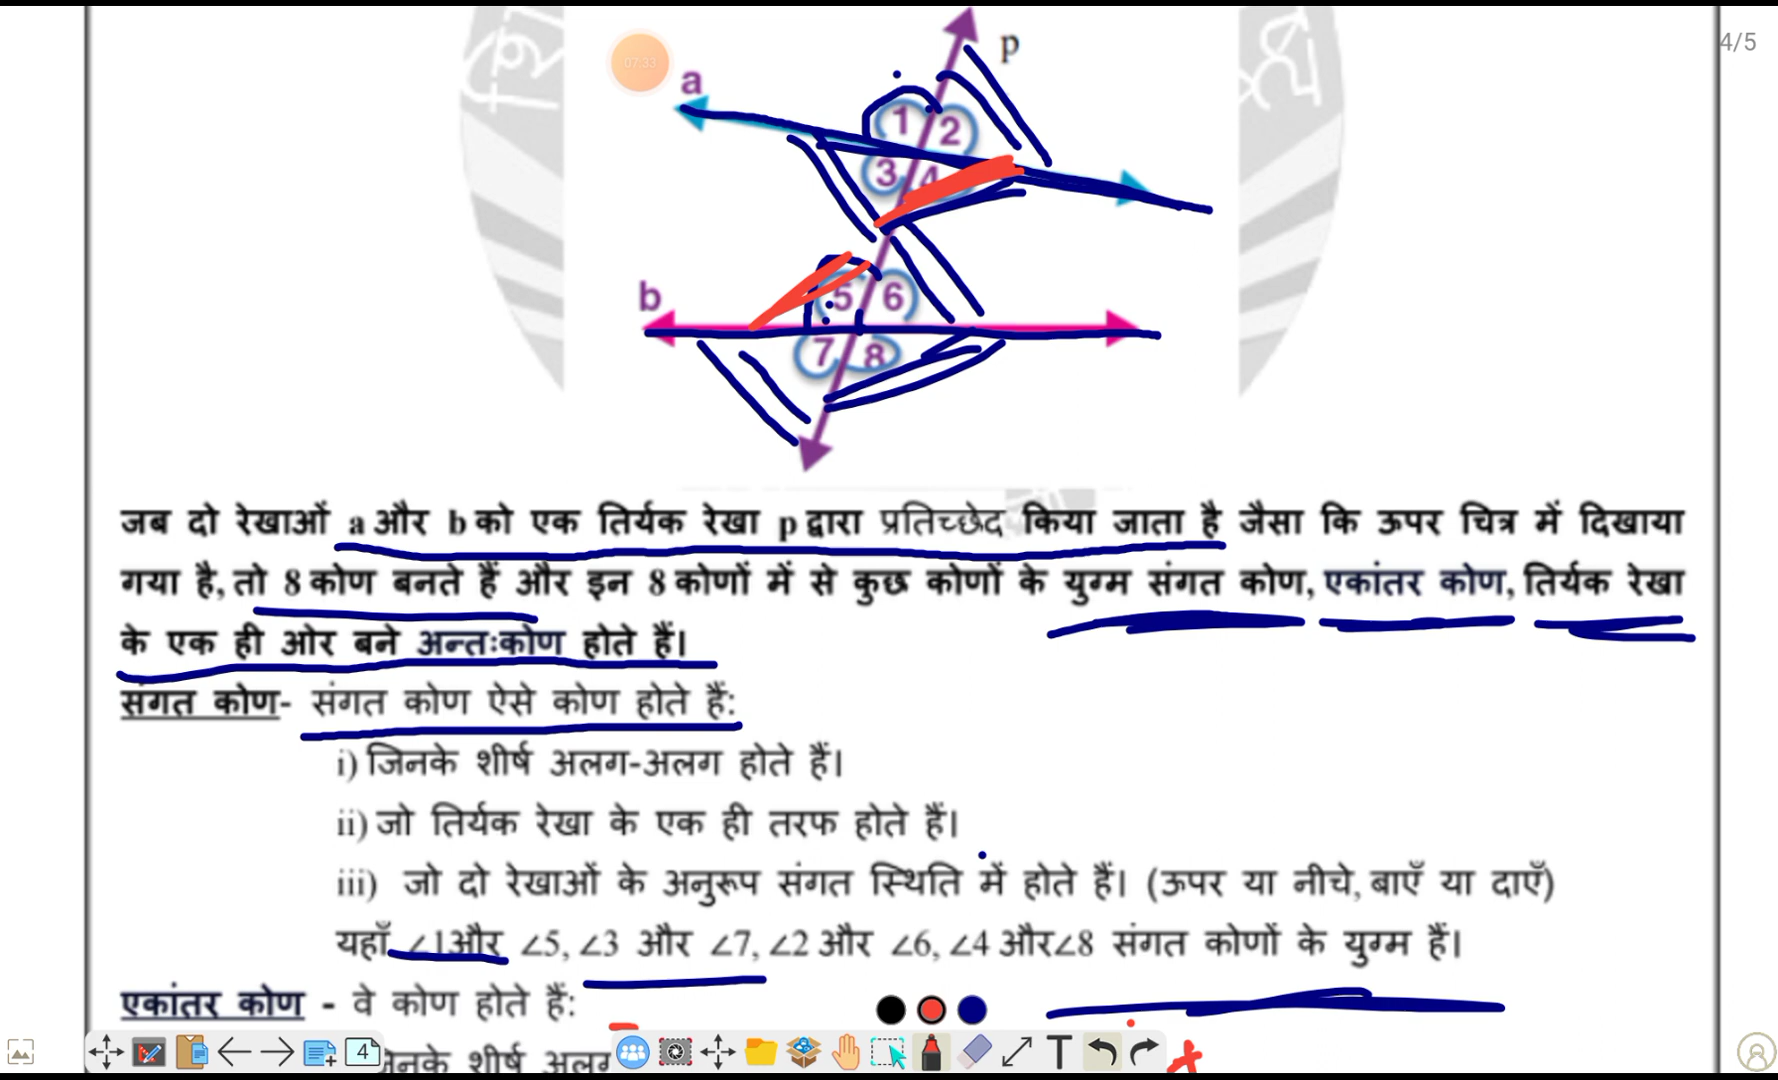 4/5
07:33
p
a
1 2
3 4
b
5 6
7 8
जब दो रेखाओं a और b को एक तिर्यक रेखा p द्वारा प्रतिच्छेद किया जाता है जैसा कि ऊपर चित्र में दिखाया
गया है, तो 8 कोण बनते हैं और इन 8 कोणों में से कुछ कोणों के युग्म संगत कोण, एकांतर कोण, तिर्यक रेखा
के एक ही ओर बने अन्तःकोण होते हैं।
संगत कोण- संगत कोण ऐसे कोण होते हैं:
i) जिनके शीर्ष अलग-अलग होते हैं।
ii) जो तिर्यक रेखा के एक ही तरफ होते हैं।
iii) जो दो रेखाओं के अनुरूप संगत स्थिति में होते हैं। (ऊपर या नीचे, बाएँ या दाएँ)
यहाँ ∠1और ∠5, ∠3 और ∠7, ∠2 और ∠6, ∠4 और∠8 संगत कोणों के युग्म हैं।
एकांतर कोण - वे कोण होते हैं:
4